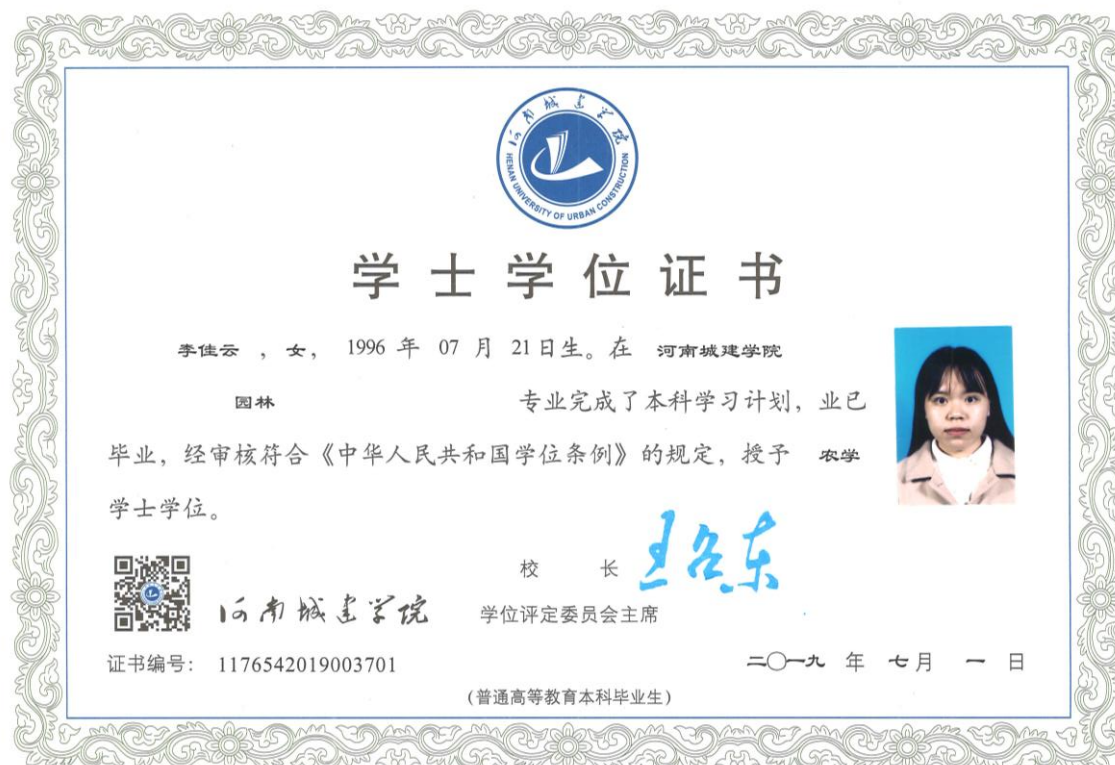 河南城建学院
HENAN UNIVERSITY OF URBAN CONSTRUCTION
学士学位证书
李佳云 ，女， 1996 年 07 月 21日生。在 河南城建学院
园林 专业完成了本科学习计划，业已
毕业，经审核符合《中华人民共和国学位条例》的规定，授予 农学
学士学位。
校 长 王召东
河南城建学院 学位评定委员会主席
证书编号： 1176542019003701 二〇一九 年 七月 一 日
(普通高等教育本科毕业生)